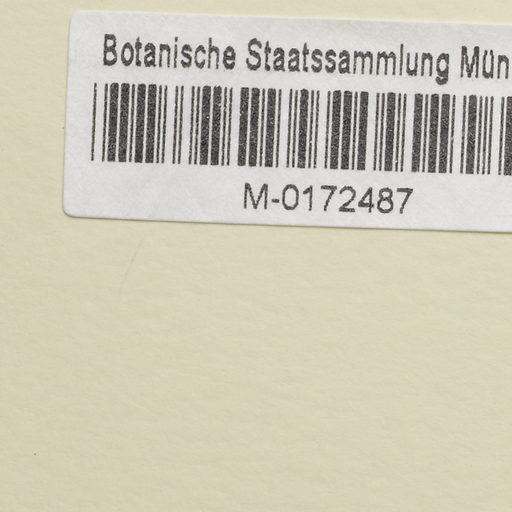 Botanische Staatssammlung Mün
M-0172487